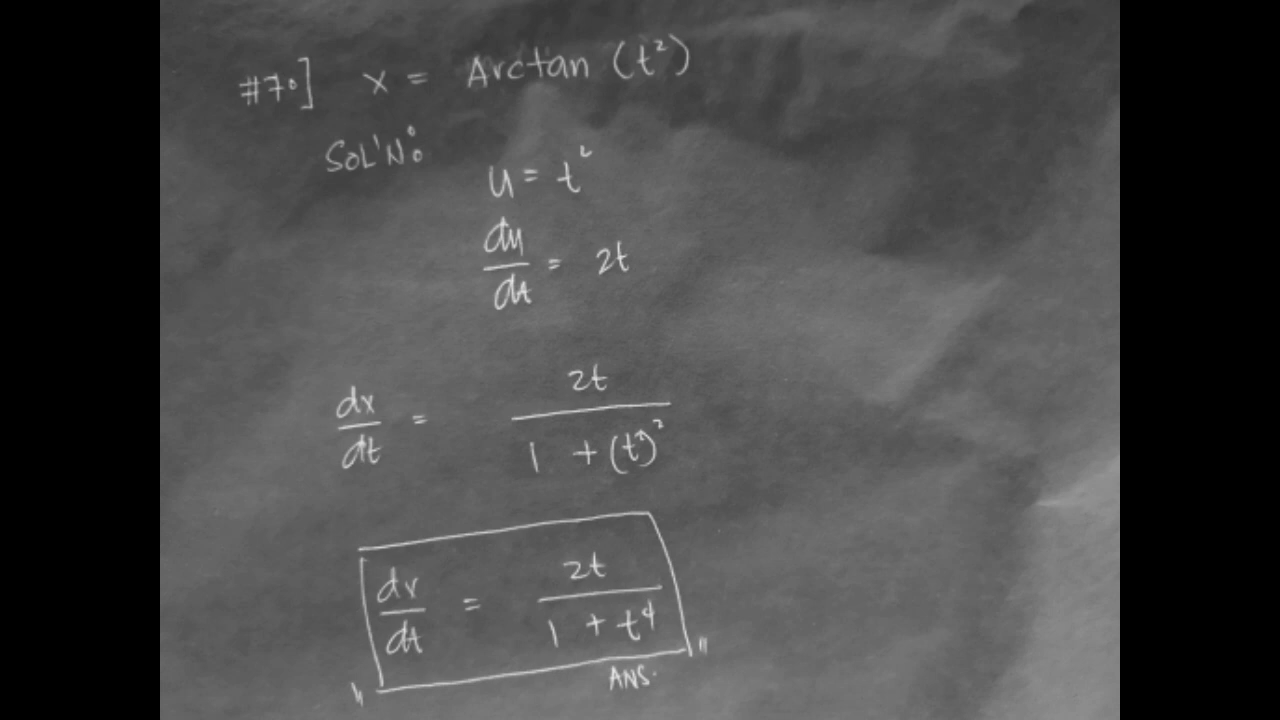 #70] x = Arctan (t²)
SOL'N:
u = t²
du/dt = 2t
dx/dt = 2t / 1 + (t²)²
dx/dt = 2t / 1 + t⁴
ANS.